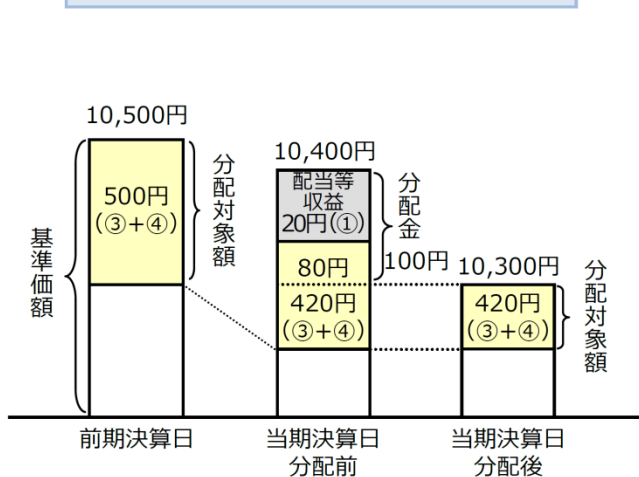 10,500円
500円
(③+④)
分配対象額
基準価額
10,400円
配当等
収益
20円(①)
分配金
100円
80円
420円
(③+④)
10,300円
420円
(③+④)
分配対象額
前期決算日
当期決算日
分配前
当期決算日
分配後